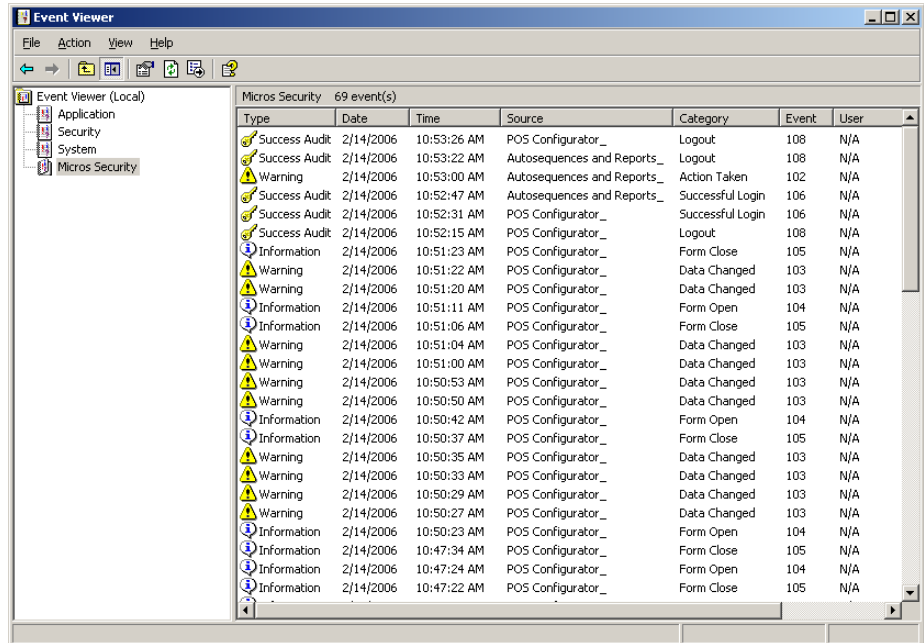 Event Viewer
File Action View Help
Event Viewer (Local)
Application
Security
System
Micros Security
Micros Security 69 event(s)
Type Date Time Source Category Event User
Success Audit 2/14/2006 10:53:26 AM POS Configurator_ Logout 108 N/A
Success Audit 2/14/2006 10:53:22 AM Autosequences and Reports_ Logout 108 N/A
Warning 2/14/2006 10:53:00 AM Autosequences and Reports_ Action Taken 102 N/A
Success Audit 2/14/2006 10:52:47 AM Autosequences and Reports_ Successful Login 106 N/A
Success Audit 2/14/2006 10:52:31 AM POS Configurator_ Successful Login 106 N/A
Success Audit 2/14/2006 10:52:15 AM POS Configurator_ Logout 108 N/A
Information 2/14/2006 10:51:23 AM POS Configurator_ Form Close 105 N/A
Warning 2/14/2006 10:51:22 AM POS Configurator_ Data Changed 103 N/A
Warning 2/14/2006 10:51:20 AM POS Configurator_ Data Changed 103 N/A
Information 2/14/2006 10:51:11 AM POS Configurator_ Form Open 104 N/A
Information 2/14/2006 10:51:06 AM POS Configurator_ Form Close 105 N/A
Warning 2/14/2006 10:51:04 AM POS Configurator_ Data Changed 103 N/A
Warning 2/14/2006 10:51:00 AM POS Configurator_ Data Changed 103 N/A
Warning 2/14/2006 10:50:53 AM POS Configurator_ Data Changed 103 N/A
Warning 2/14/2006 10:50:50 AM POS Configurator_ Data Changed 103 N/A
Information 2/14/2006 10:50:42 AM POS Configurator_ Form Open 104 N/A
Information 2/14/2006 10:50:37 AM POS Configurator_ Form Close 105 N/A
Warning 2/14/2006 10:50:35 AM POS Configurator_ Data Changed 103 N/A
Warning 2/14/2006 10:50:33 AM POS Configurator_ Data Changed 103 N/A
Warning 2/14/2006 10:50:29 AM POS Configurator_ Data Changed 103 N/A
Warning 2/14/2006 10:50:27 AM POS Configurator_ Data Changed 103 N/A
Information 2/14/2006 10:50:23 AM POS Configurator_ Form Open 104 N/A
Information 2/14/2006 10:47:34 AM POS Configurator_ Form Close 105 N/A
Information 2/14/2006 10:47:24 AM POS Configurator_ Form Open 104 N/A
Information 2/14/2006 10:47:22 AM POS Configurator_ Form Close 105 N/A